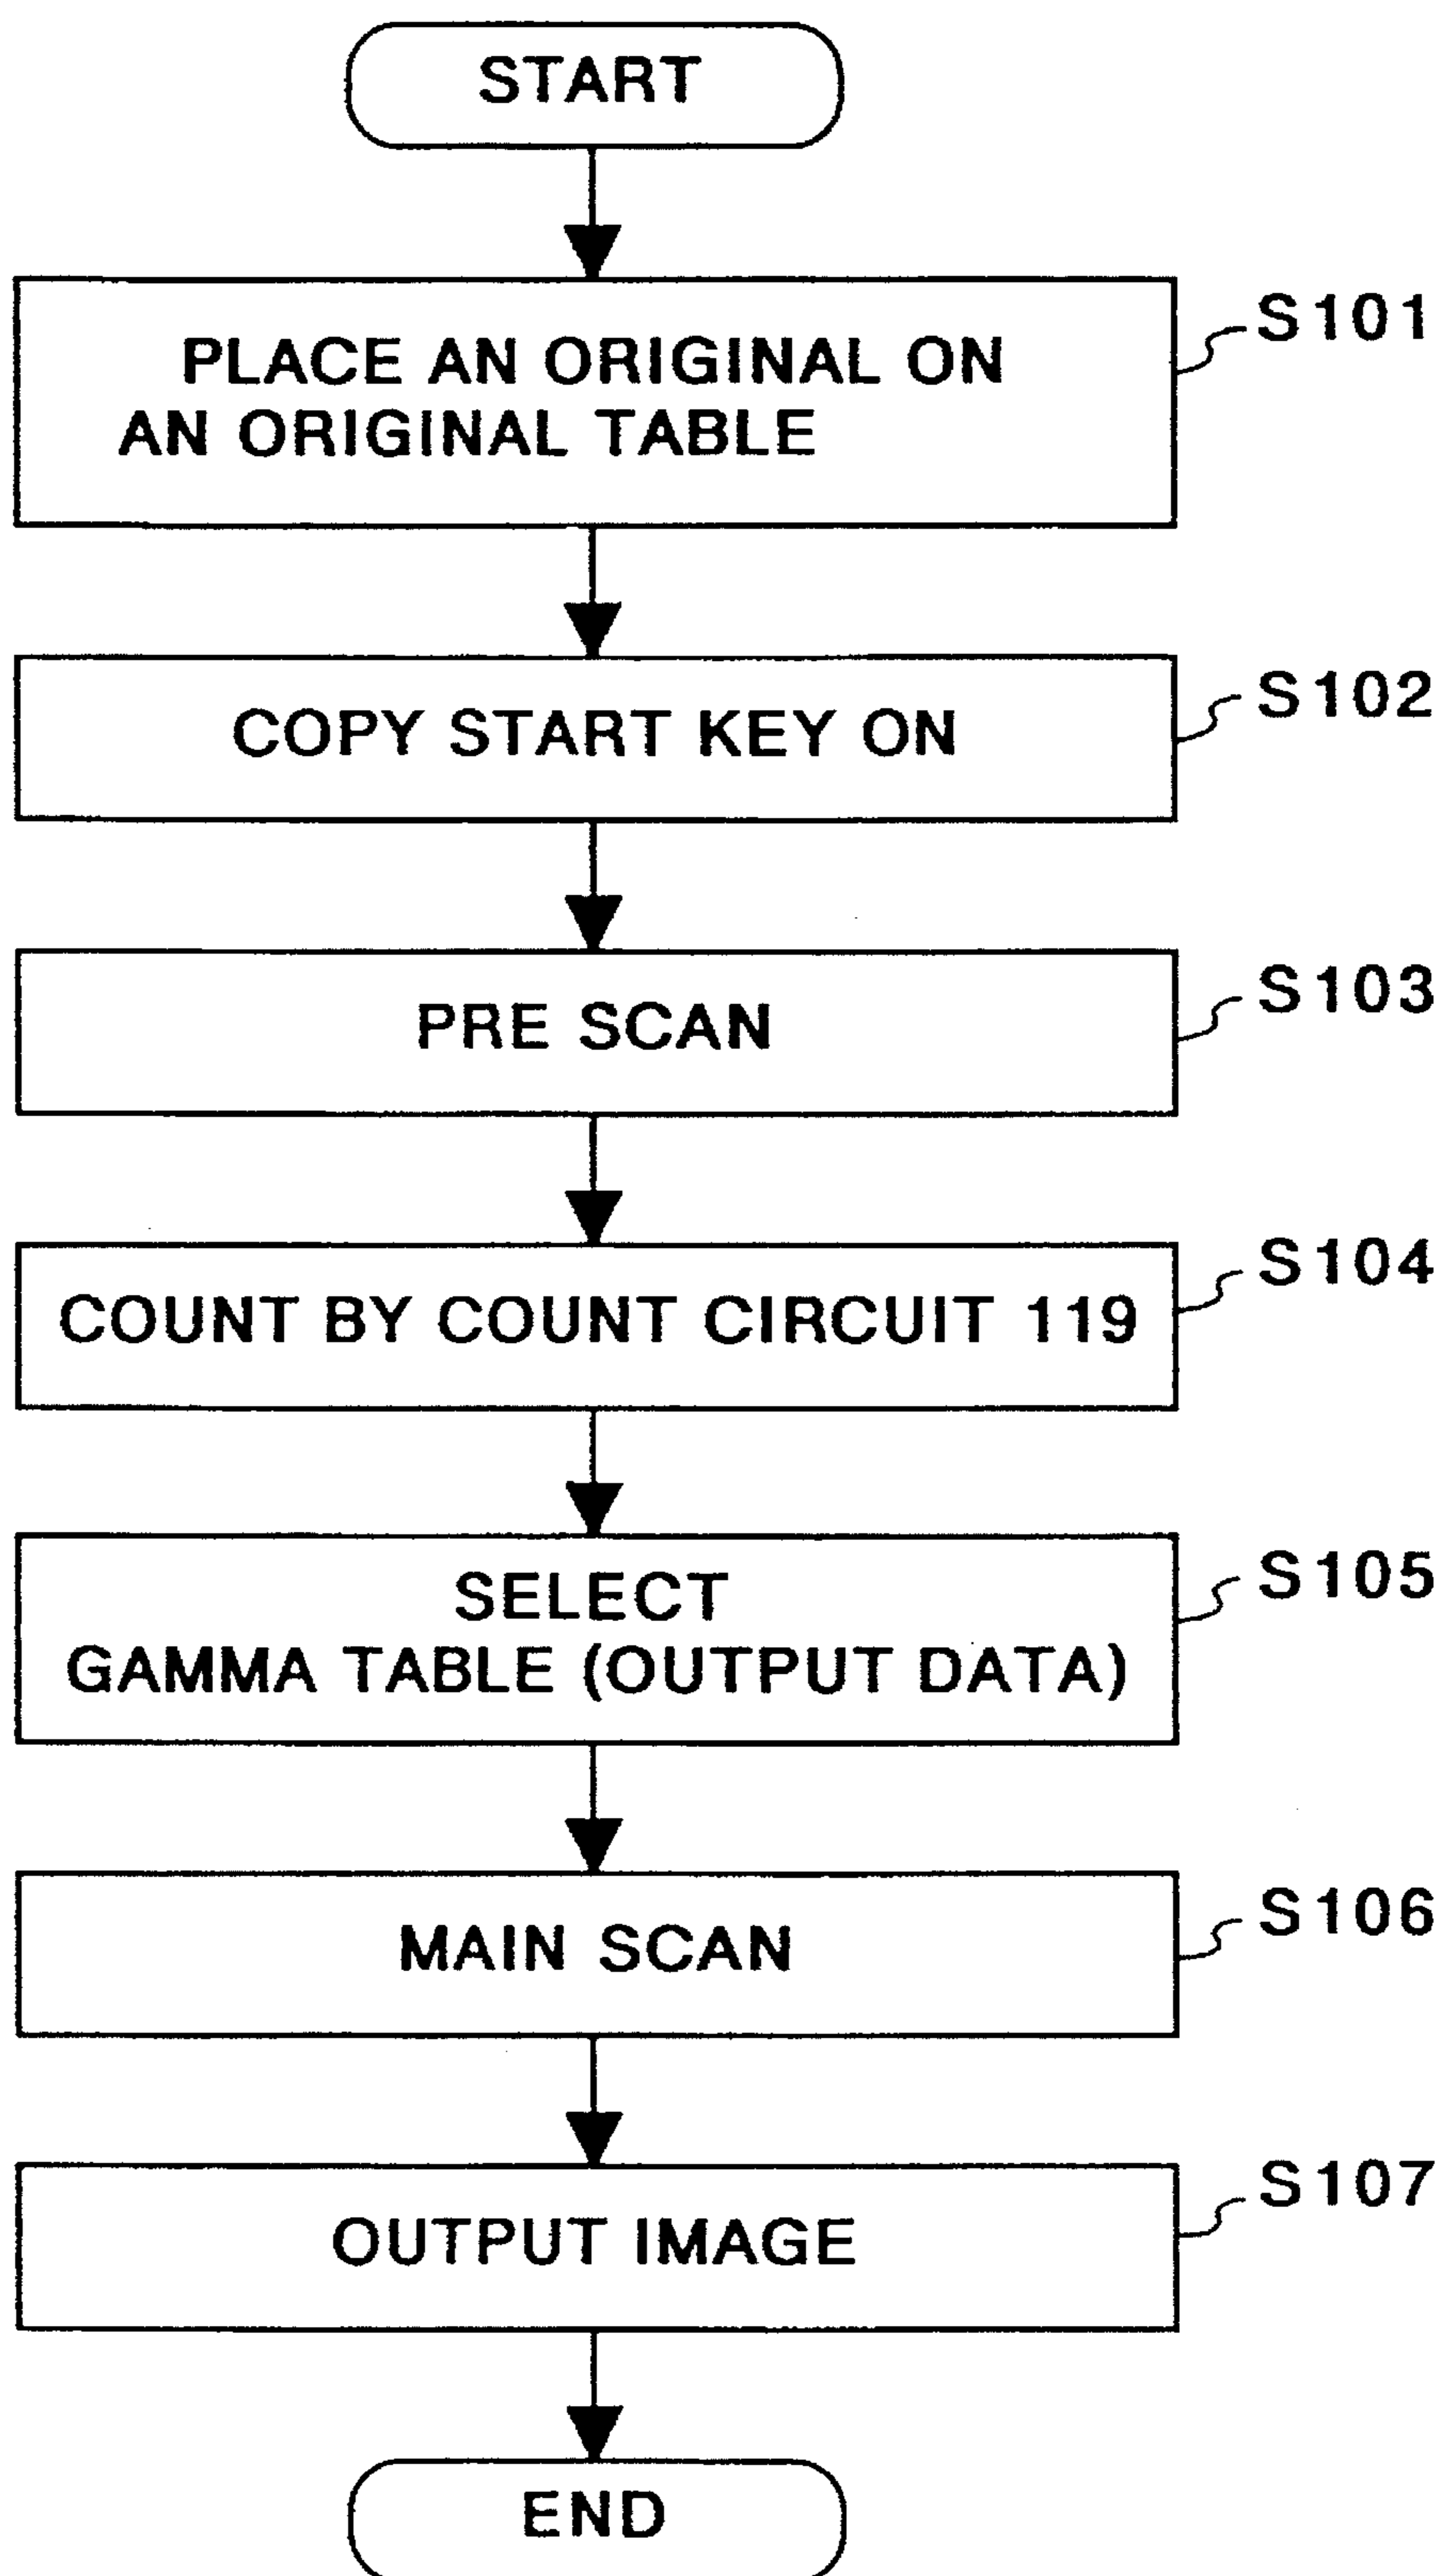 START
PLACE AN ORIGINAL ON
AN ORIGINAL TABLE
S101
COPY START KEY ON
S102
PRE SCAN
S103
COUNT BY COUNT CIRCUIT 119
S104
SELECT
GAMMA TABLE (OUTPUT DATA)
S105
MAIN SCAN
S106
OUTPUT IMAGE
S107
END